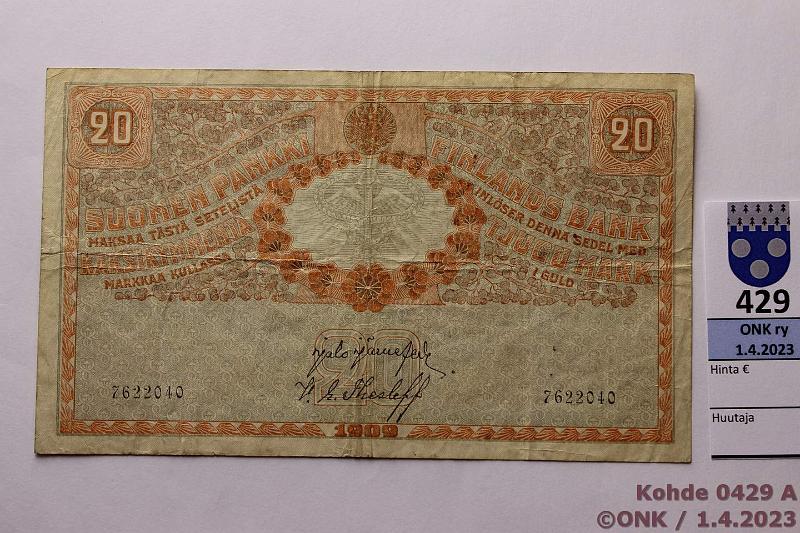 20
20
SUOMEN PANKKI
MAKSAA TÄSTÄ SETELISTÄ
KAKSIKYMMENTÄ
MARKKAA KULLASSA
FINLANDS BANK
INLÖSER DENNA SEDEL MED
TJUGO MARK
I GULD
20
7622040
7622040
1909
429
ONK ry
1.4.2023
Hinta €
Huutaja
Kohde 0429 A
©ONK / 1.4.2023